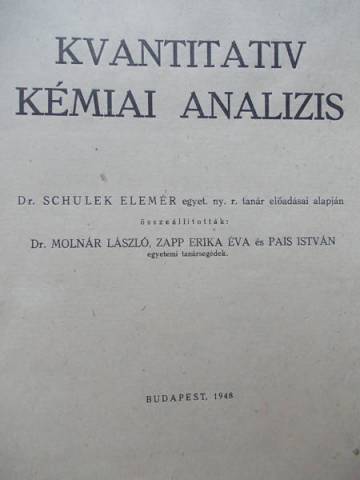 KVANTITATIV
KÉMIAI ANALIZIS
Dr. SCHULEK ELEMÉR egyet. ny. r. tanár előadásai alapján
összeállitották:
Dr. MOLNÁR LÁSZLÓ, ZAPP ERIKA ÉVA és PAIS ISTVÁN
egyetemi tanársegédek.
BUDAPEST, 1948